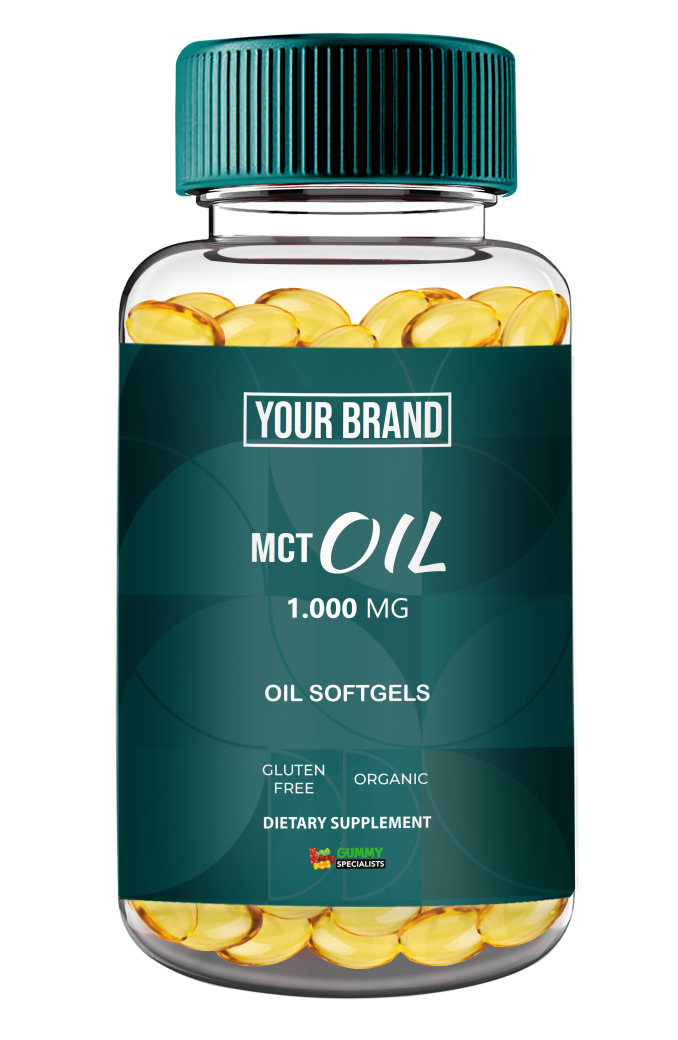 YOUR BRAND
MCT OIL
1.000 MG
OIL SOFTGELS
GLUTEN FREE
ORGANIC
DIETARY SUPPLEMENT
GUMMY
SPECIALISTS